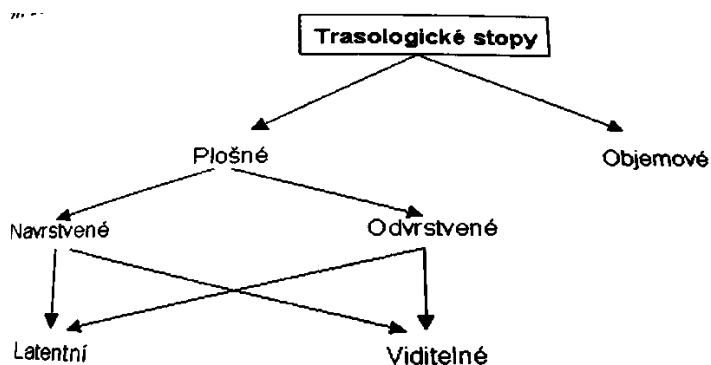 Trasologické stopy
Plošné
Objemové
Navrstvené
Odvrstvené
Latentní
Viditelné